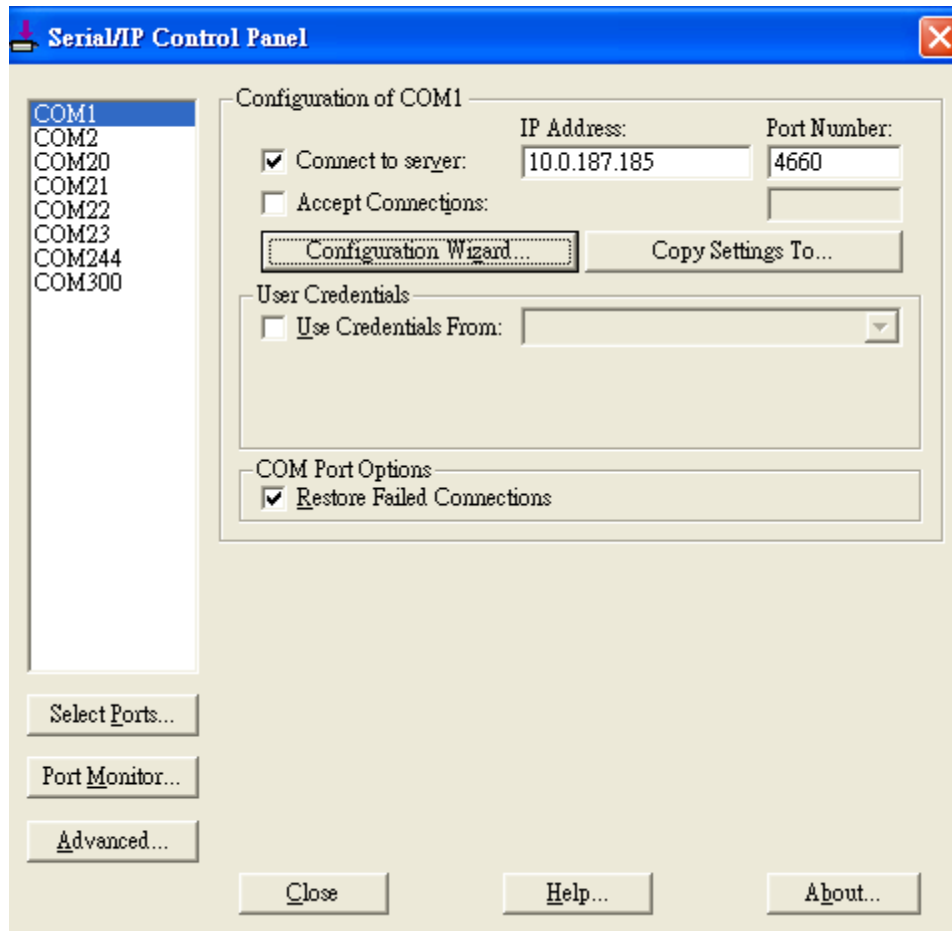 Serial/IP Control Panel
COM1
COM2
COM20
COM21
COM22
COM23
COM244
COM300
Select Ports...
Port Monitor...
Advanced...
Configuration of COM1
IP Address: Port Number:
Connect to server: 10.0.187.185 4660
Accept Connections:
Configuration Wizard... Copy Settings To...
User Credentials
Use Credentials From:
COM Port Options
Restore Failed Connections
Close Help... About...